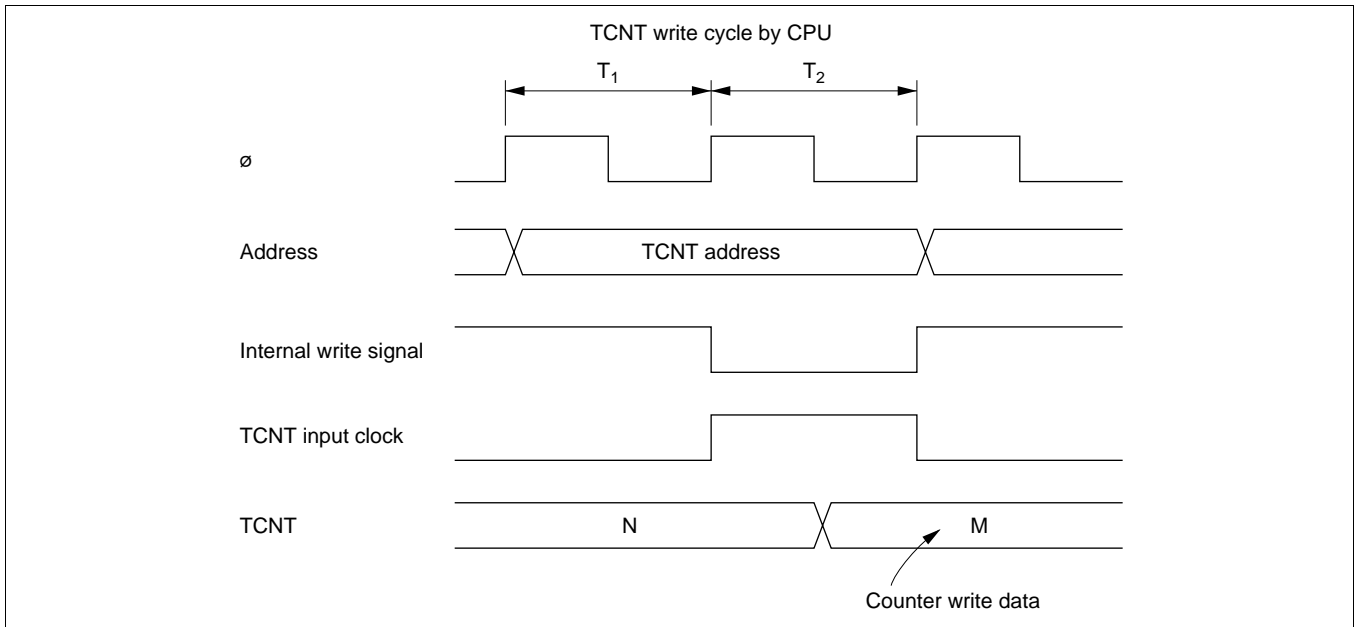 TCNT write cycle by CPU
T₁ T₂
ø
Address TCNT address
Internal write signal
TCNT input clock
TCNT N M
Counter write data